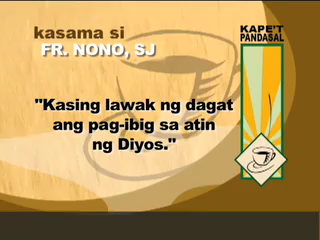 kasama si
FR. NONO, SJ
KAPE'T
PANDASAL
"Kasing lawak ng dagat
ang pag-ibig sa atin
ng Diyos."